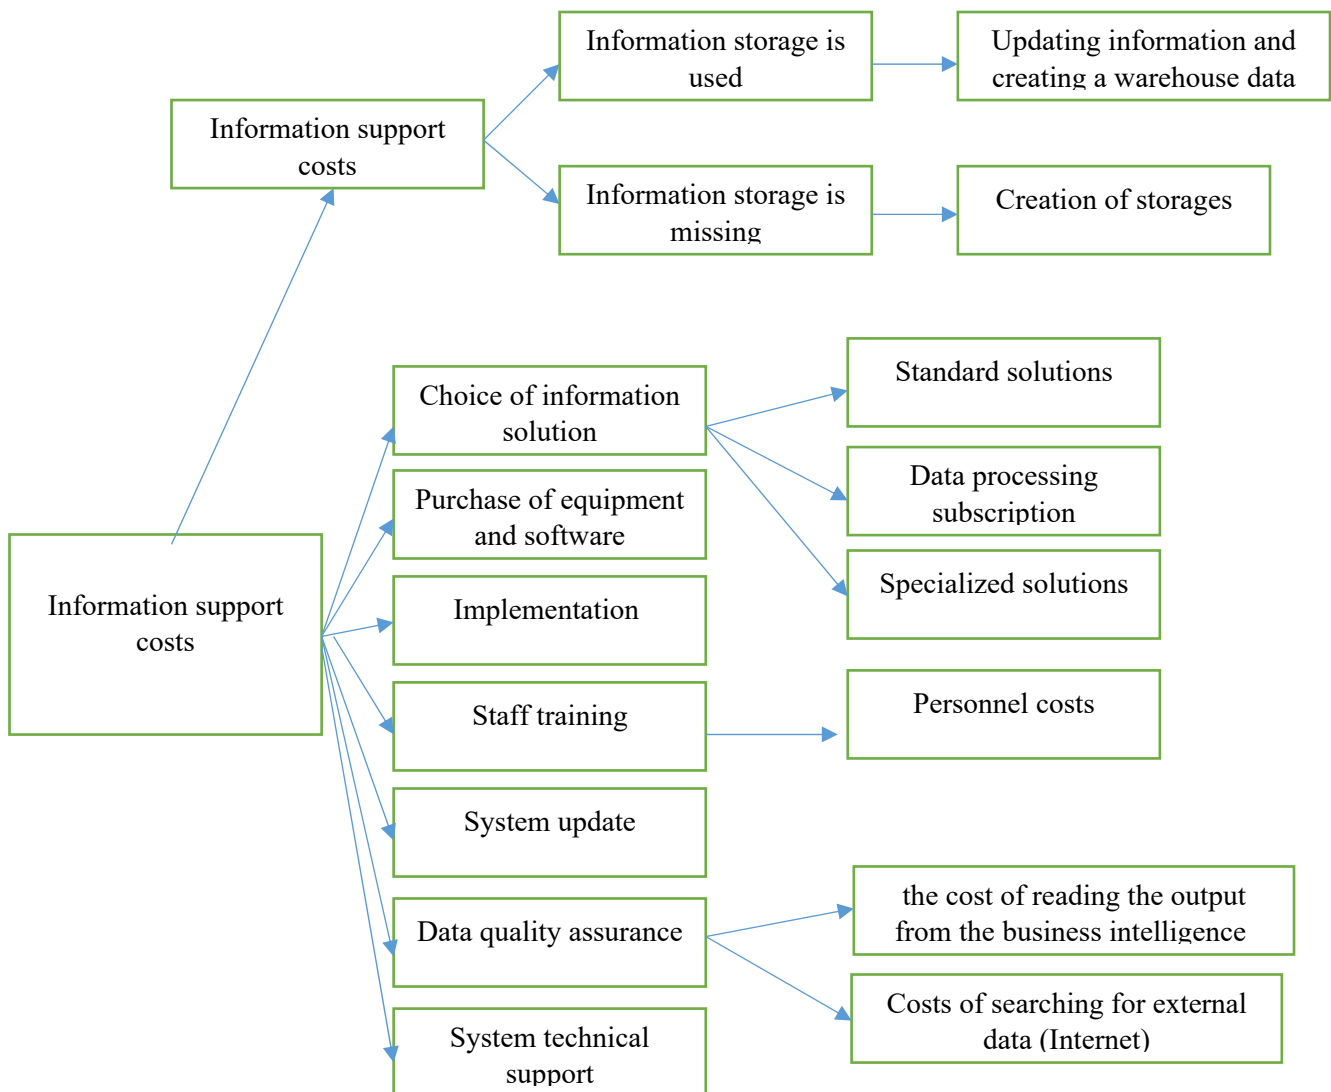 Information storage is
used
Updating information and
creating a warehouse data
Information support
costs
Information storage is
missing
Creation of storages
Information support
costs
Choice of information
solution
Standard solutions
Data processing
subscription
Specialized solutions
Purchase of equipment
and software
Implementation
Staff training
Personnel costs
System update
Data quality assurance
the cost of reading the output
from the business intelligence
Costs of searching for external
data (Internet)
System technical
support